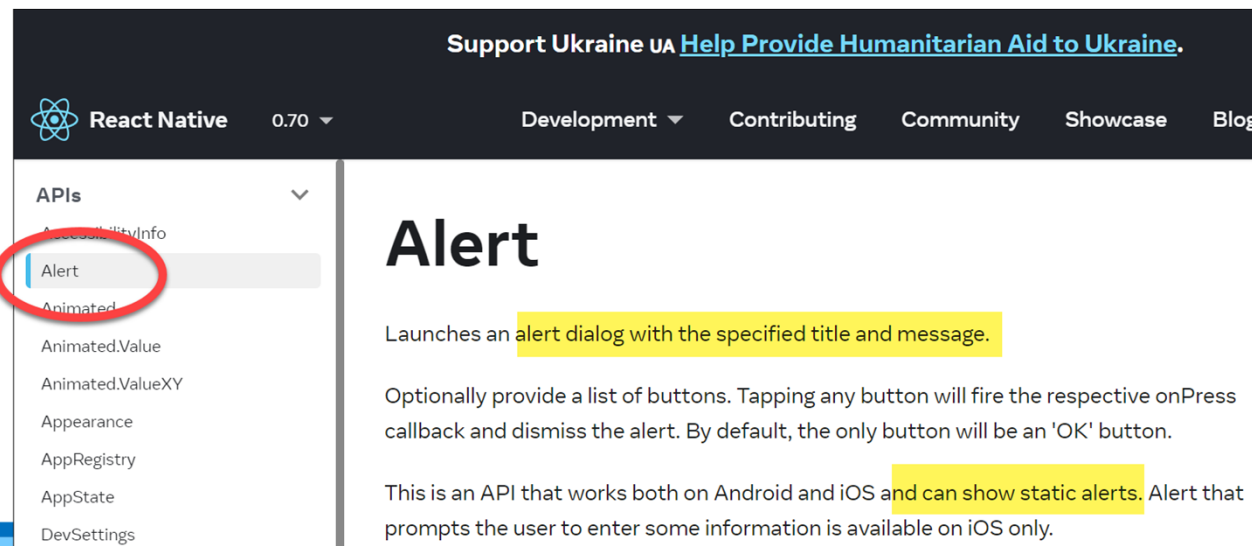 Support Ukraine UA Help Provide Humanitarian Aid to Ukraine.
React Native 0.70 Development Contributing Community Showcase Blog
APIs
AccessibilityInfo
Alert
Animated
Animated.Value
Animated.ValueXY
Appearance
AppRegistry
AppState
DevSettings
Alert
Launches an alert dialog with the specified title and message.
Optionally provide a list of buttons. Tapping any button will fire the respective onPress
callback and dismiss the alert. By default, the only button will be an 'OK' button.
This is an API that works both on Android and iOS and can show static alerts. Alert that
prompts the user to enter some information is available on iOS only.